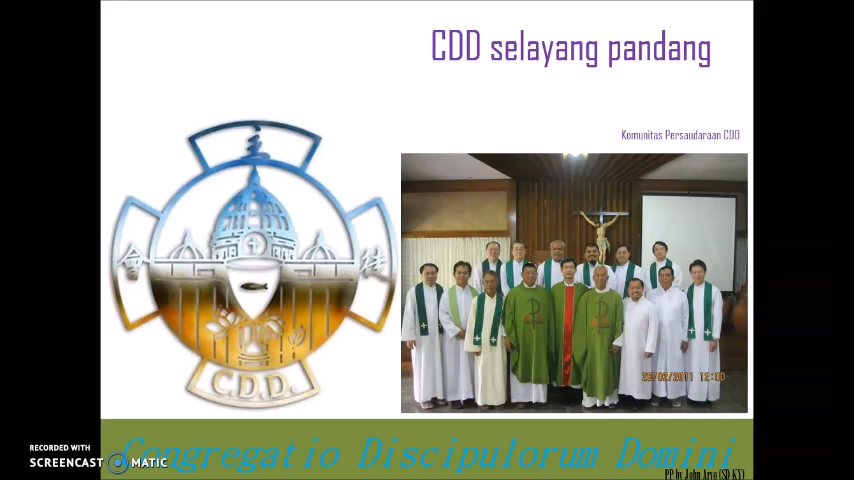 CDD selayang pandang
Komunitas Persaudaraan CDD
主
會
徒
C.D.D.
28/02/2011 12:00
Congregatio Discipulorum Domini
RECORDED WITH
SCREENCAST MATIC